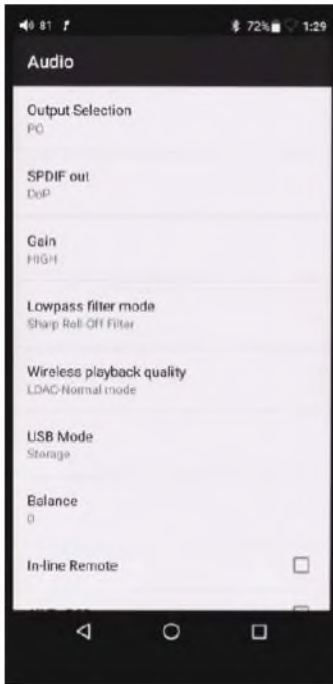 81
72% 1:29
Audio
Output Selection
PO
SPDIF out
DoP
Gain
HIGH
Lowpass filter mode
Sharp Roll-Off Filter
Wireless playback quality
LDAC-Normal mode
USB Mode
Storage
Balance
0
In-line Remote